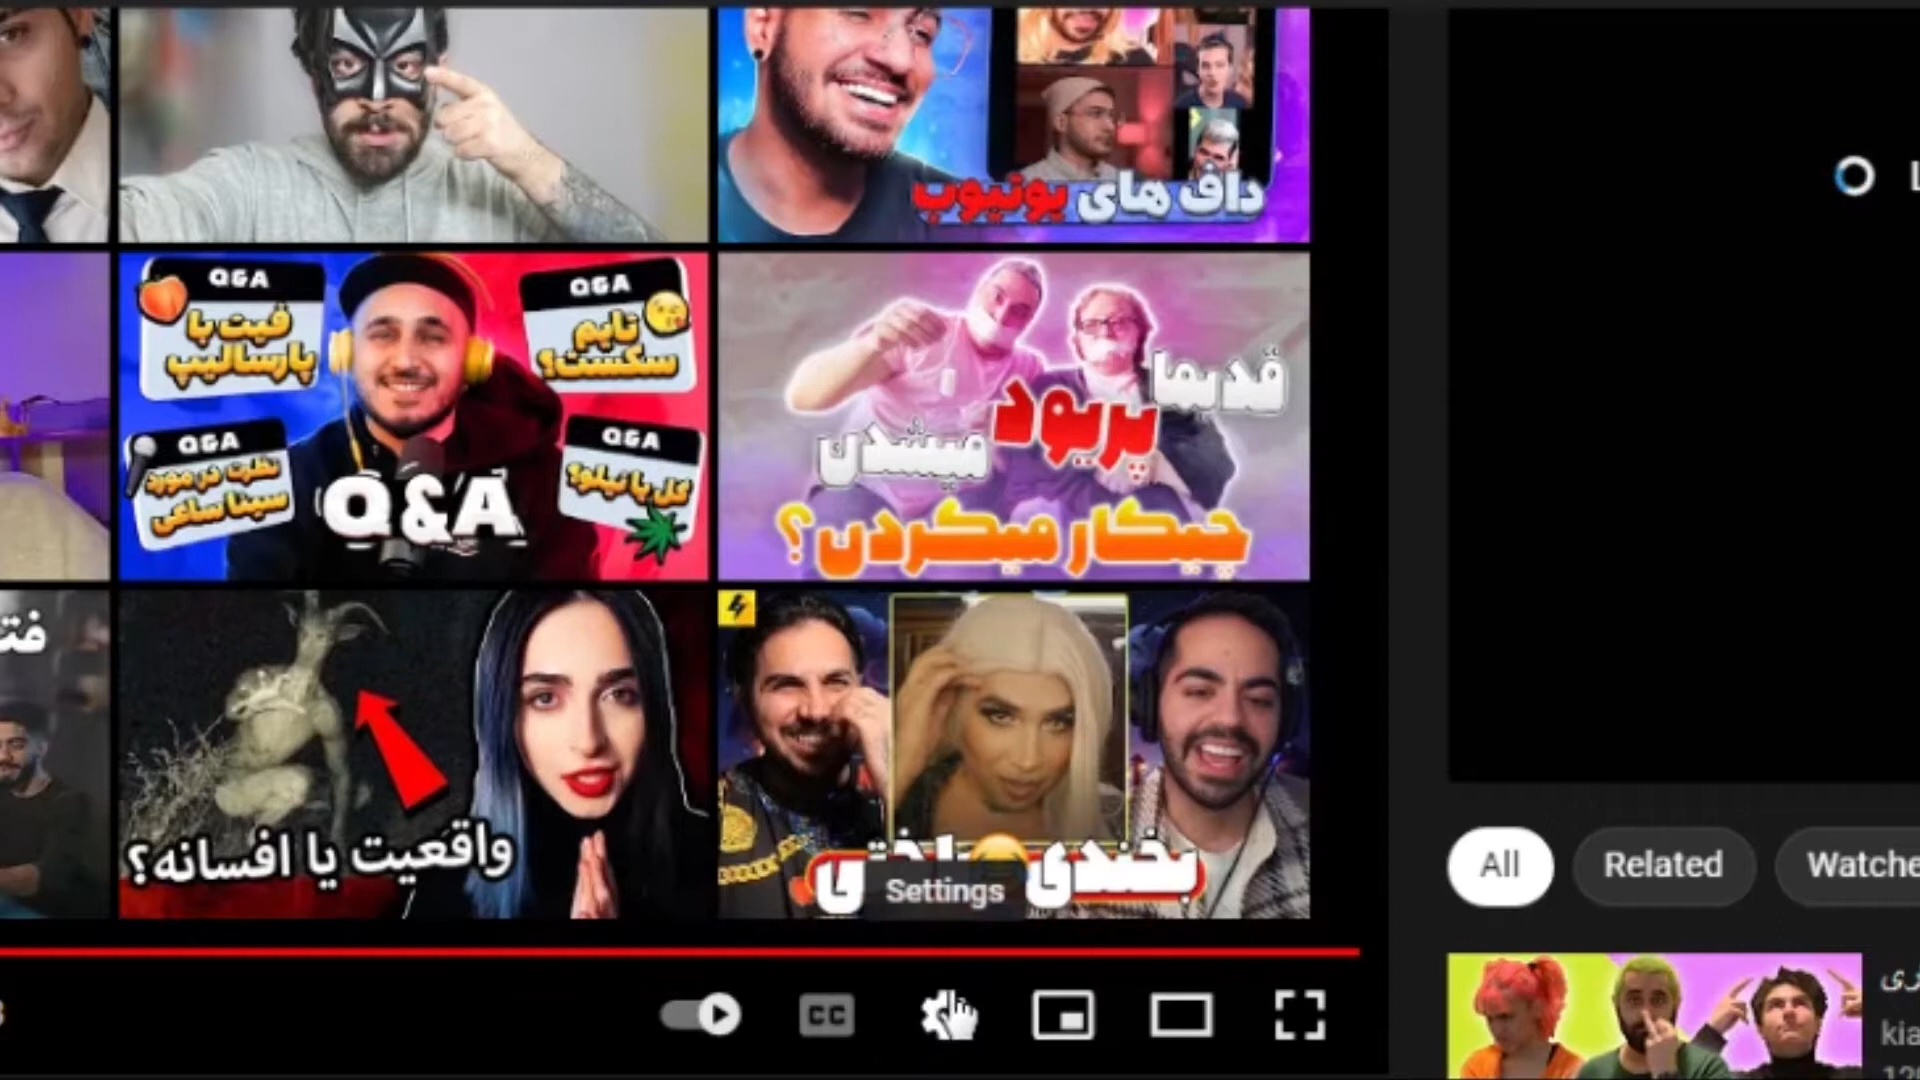 داف های یوتیوب
Q&A
فیت با
پارسالیپ
Q&A
تایم
سکست؟
Q&A
نظرت در مورد
سینا ساعی
Q&A
گل یا نیلو؟
Q&A
قدیما
پریود
میشدن
چیکار میکردن؟
واقعیت یا افسانه؟
بخندی
Settings
CC
All
Related